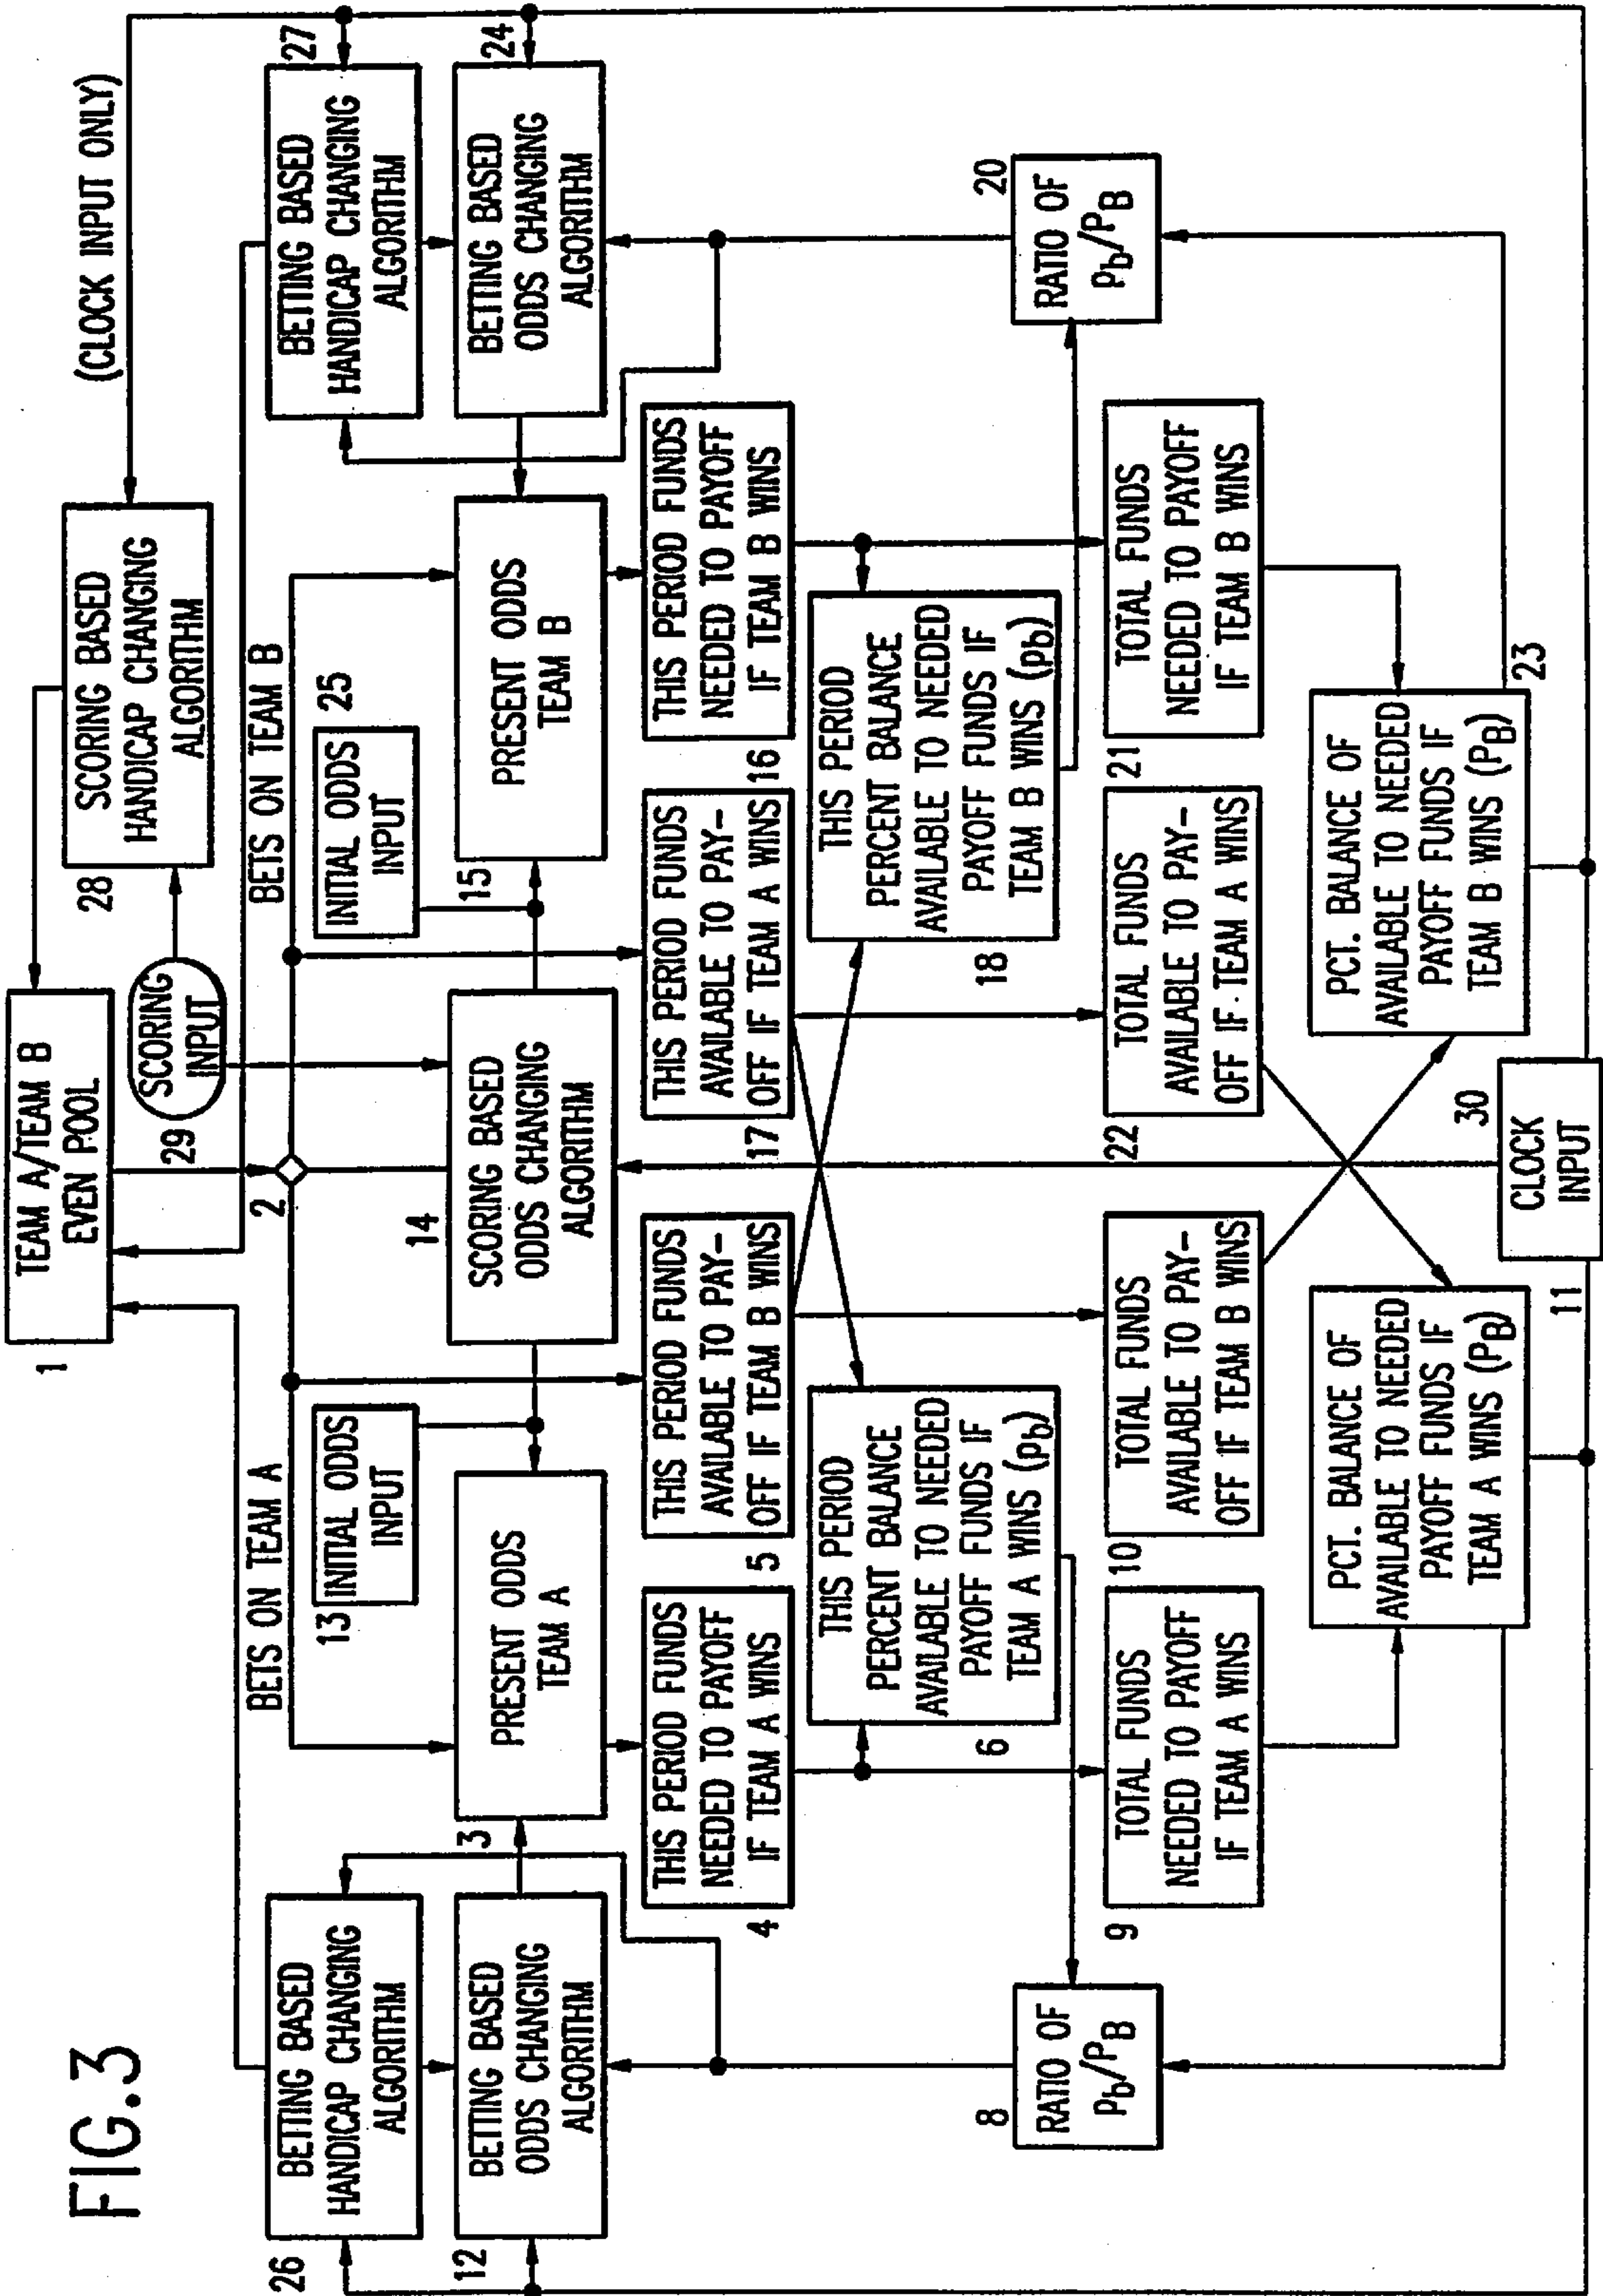 FIG.3
TEAM A/TEAM B
EVEN POOL
1
(CLOCK INPUT ONLY)
SCORING BASED
HANDICAP CHANGING
ALGORITHM
28
SCORING
INPUT
29
BETS ON TEAM A
2
BETS ON TEAM B
BETTING BASED
HANDICAP CHANGING
ALGORITHM
26
BETTING BASED
HANDICAP CHANGING
ALGORITHM
27
13
INITIAL ODDS
INPUT
INITIAL ODDS
INPUT
25
BETTING BASED
ODDS CHANGING
ALGORITHM
12
PRESENT ODDS
TEAM A
3
SCORING BASED
ODDS CHANGING
ALGORITHM
14
PRESENT ODDS
TEAM B
15
BETTING BASED
ODDS CHANGING
ALGORITHM
24
THIS PERIOD FUNDS
NEEDED TO PAYOFF
IF TEAM A WINS
4
THIS PERIOD FUNDS
AVAILABLE TO PAY-
OFF IF TEAM B WINS
5
THIS PERIOD FUNDS
AVAILABLE TO PAY-
OFF IF TEAM A WINS
17
THIS PERIOD FUNDS
NEEDED TO PAYOFF
IF TEAM B WINS
16
THIS PERIOD
PERCENT BALANCE
AVAILABLE TO NEEDED
PAYOFF FUNDS IF
TEAM A WINS (pb)
6
THIS PERIOD
PERCENT BALANCE
AVAILABLE TO NEEDED
PAYOFF FUNDS IF
TEAM B WINS (pb)
18
8
RATIO OF
Pb/PB
RATIO OF
Pb/PB
20
TOTAL FUNDS
NEEDED TO PAYOFF
IF TEAM A WINS
9
TOTAL FUNDS
AVAILABLE TO PAY-
OFF IF TEAM B WINS
10
TOTAL FUNDS
AVAILABLE TO PAY-
OFF IF TEAM A WINS
22
TOTAL FUNDS
NEEDED TO PAYOFF
IF TEAM B WINS
21
PCT. BALANCE OF
AVAILABLE TO NEEDED
PAYOFF FUNDS IF
TEAM A WINS (PB)
11
PCT. BALANCE OF
AVAILABLE TO NEEDED
PAYOFF FUNDS IF
TEAM B WINS (PB)
23
CLOCK
INPUT
30